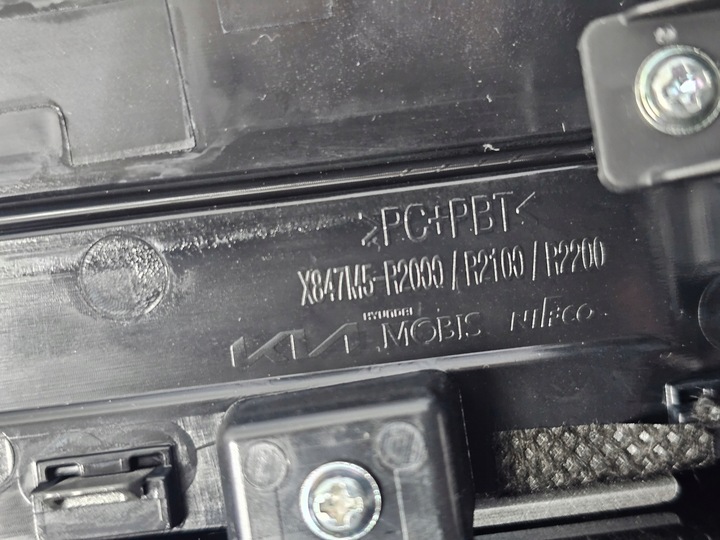 >PC+PBT<
X847M5-R2000 / R2100 / R2200
KIA HYUNDAI MOBIS NIFCO